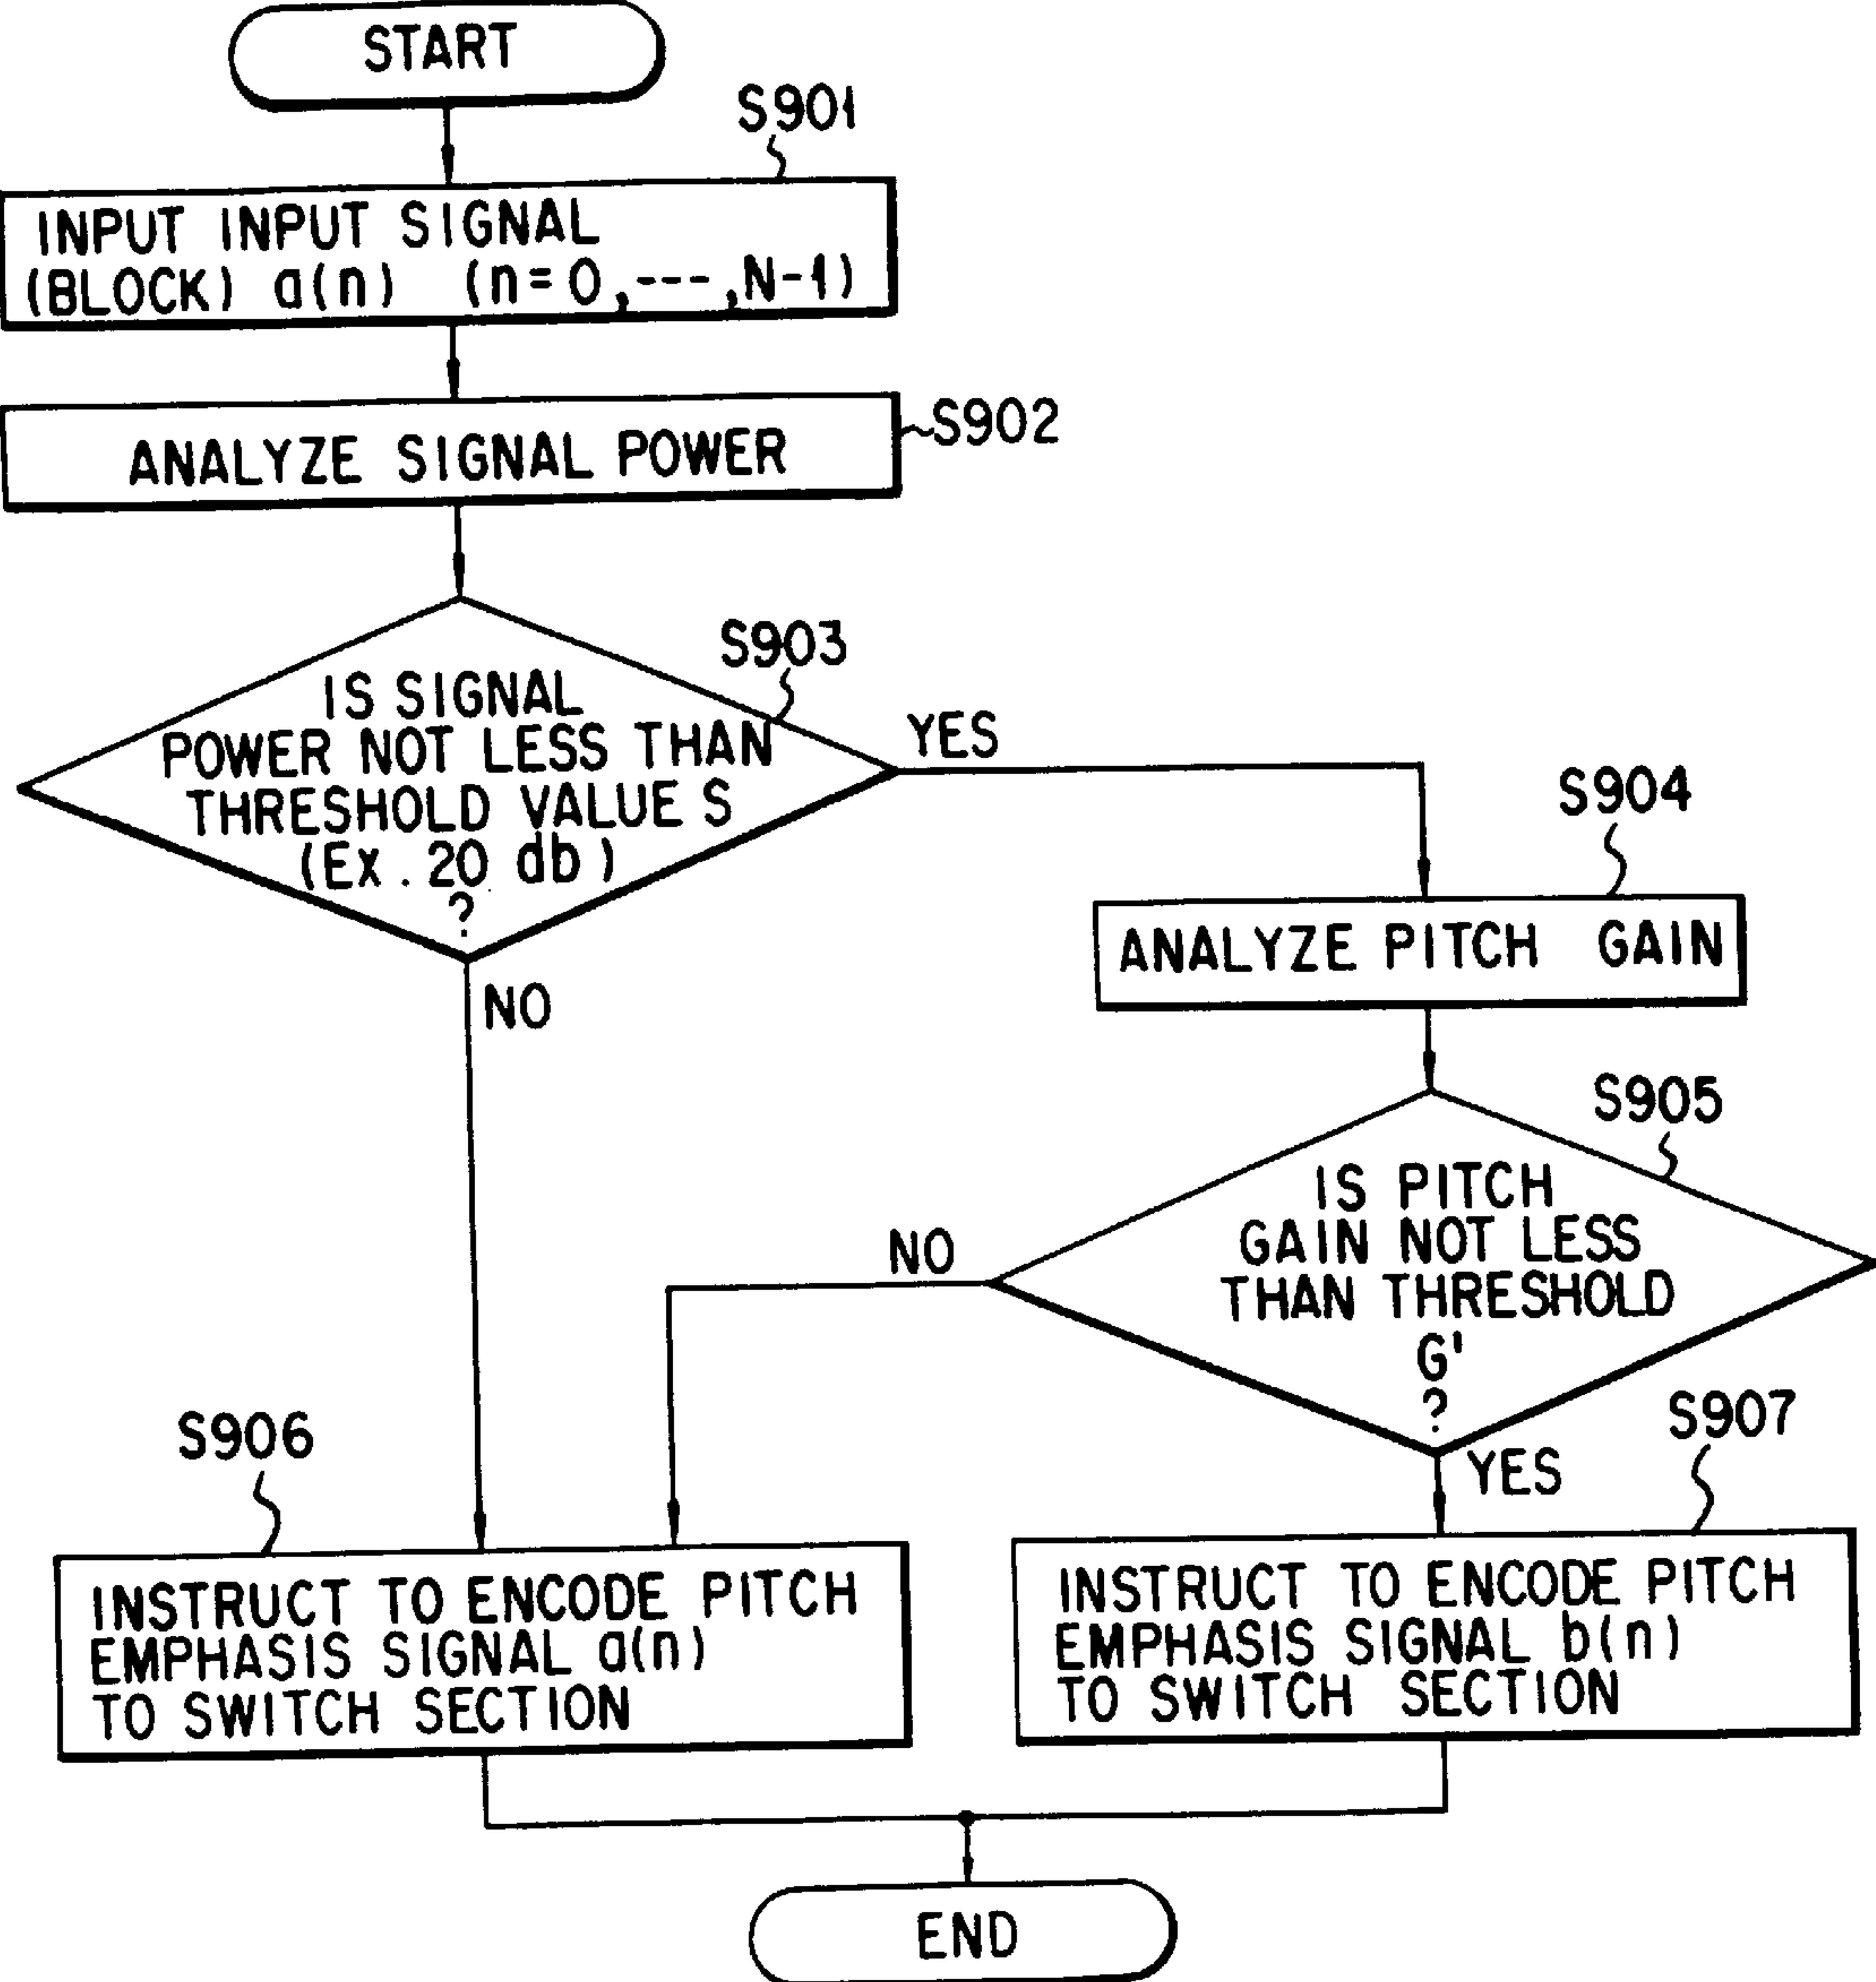 START
S901
INPUT INPUT SIGNAL
(BLOCK) a(n) (n=0,---,N-1)
ANALYZE SIGNAL POWER
S902
S903
IS SIGNAL
POWER NOT LESS THAN
THRESHOLD VALUE S
(Ex. 20 db)
?
YES
NO
S904
ANALYZE PITCH GAIN
S905
IS PITCH
GAIN NOT LESS
THAN THRESHOLD
G'
?
NO
YES
S906
INSTRUCT TO ENCODE PITCH
EMPHASIS SIGNAL a(n)
TO SWITCH SECTION
S907
INSTRUCT TO ENCODE PITCH
EMPHASIS SIGNAL b(n)
TO SWITCH SECTION
END